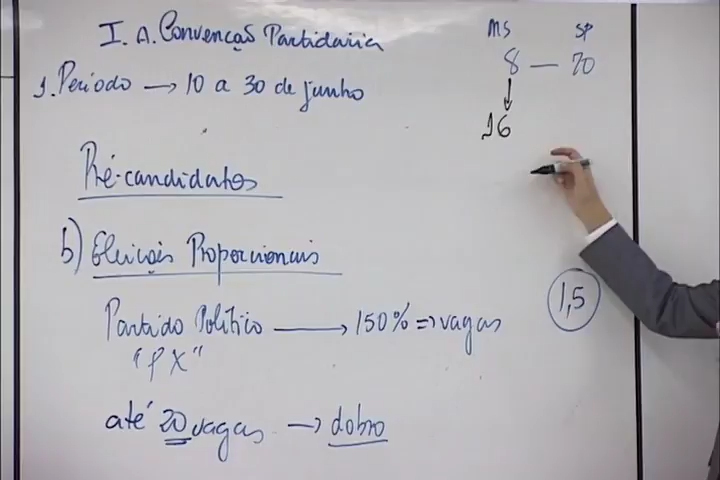 I. A. Convenção Partidaria
1. Período → 10 a 30 de junho
Pré-candidatos
b) Eleições Proporcionais
Partido Político → 150% ⇒ vagas
"PX"
até 20 vagas → dobro
MS SP
8 — 70
↓
16
1,5